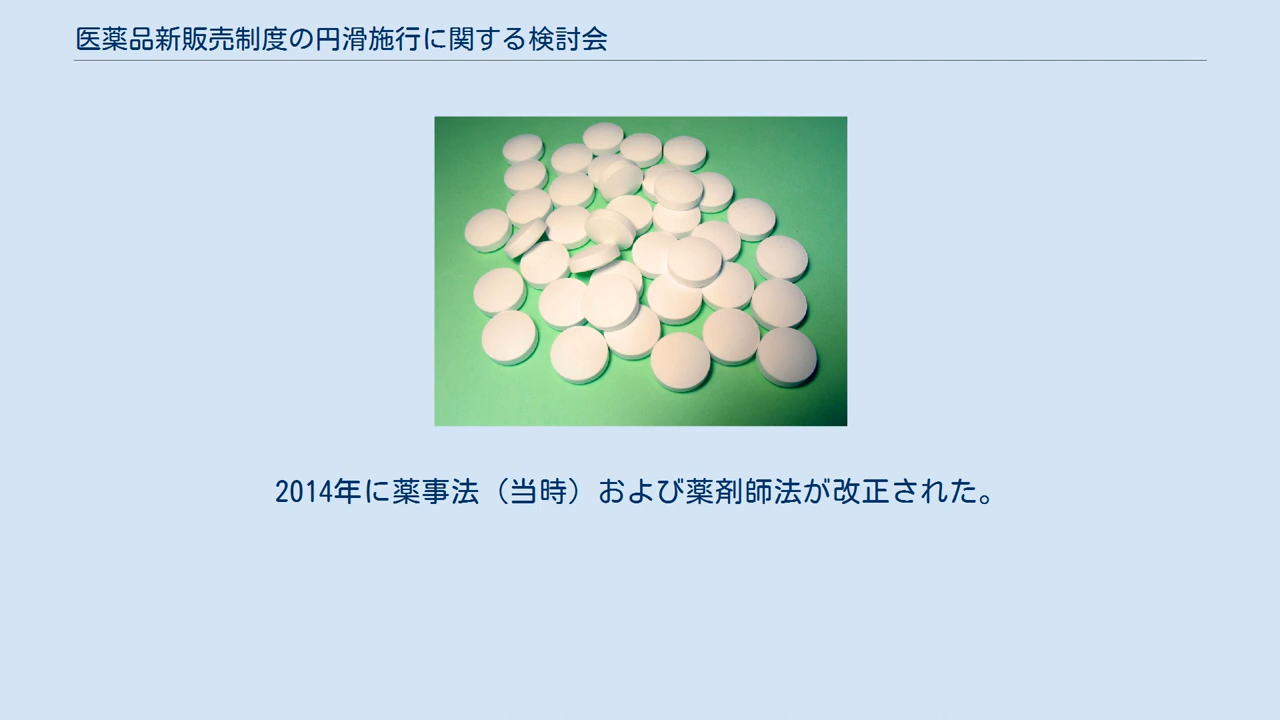 医薬品新販売制度の円滑施行に関する検討会
2014年に薬事法（当時）および薬剤師法が改正された。